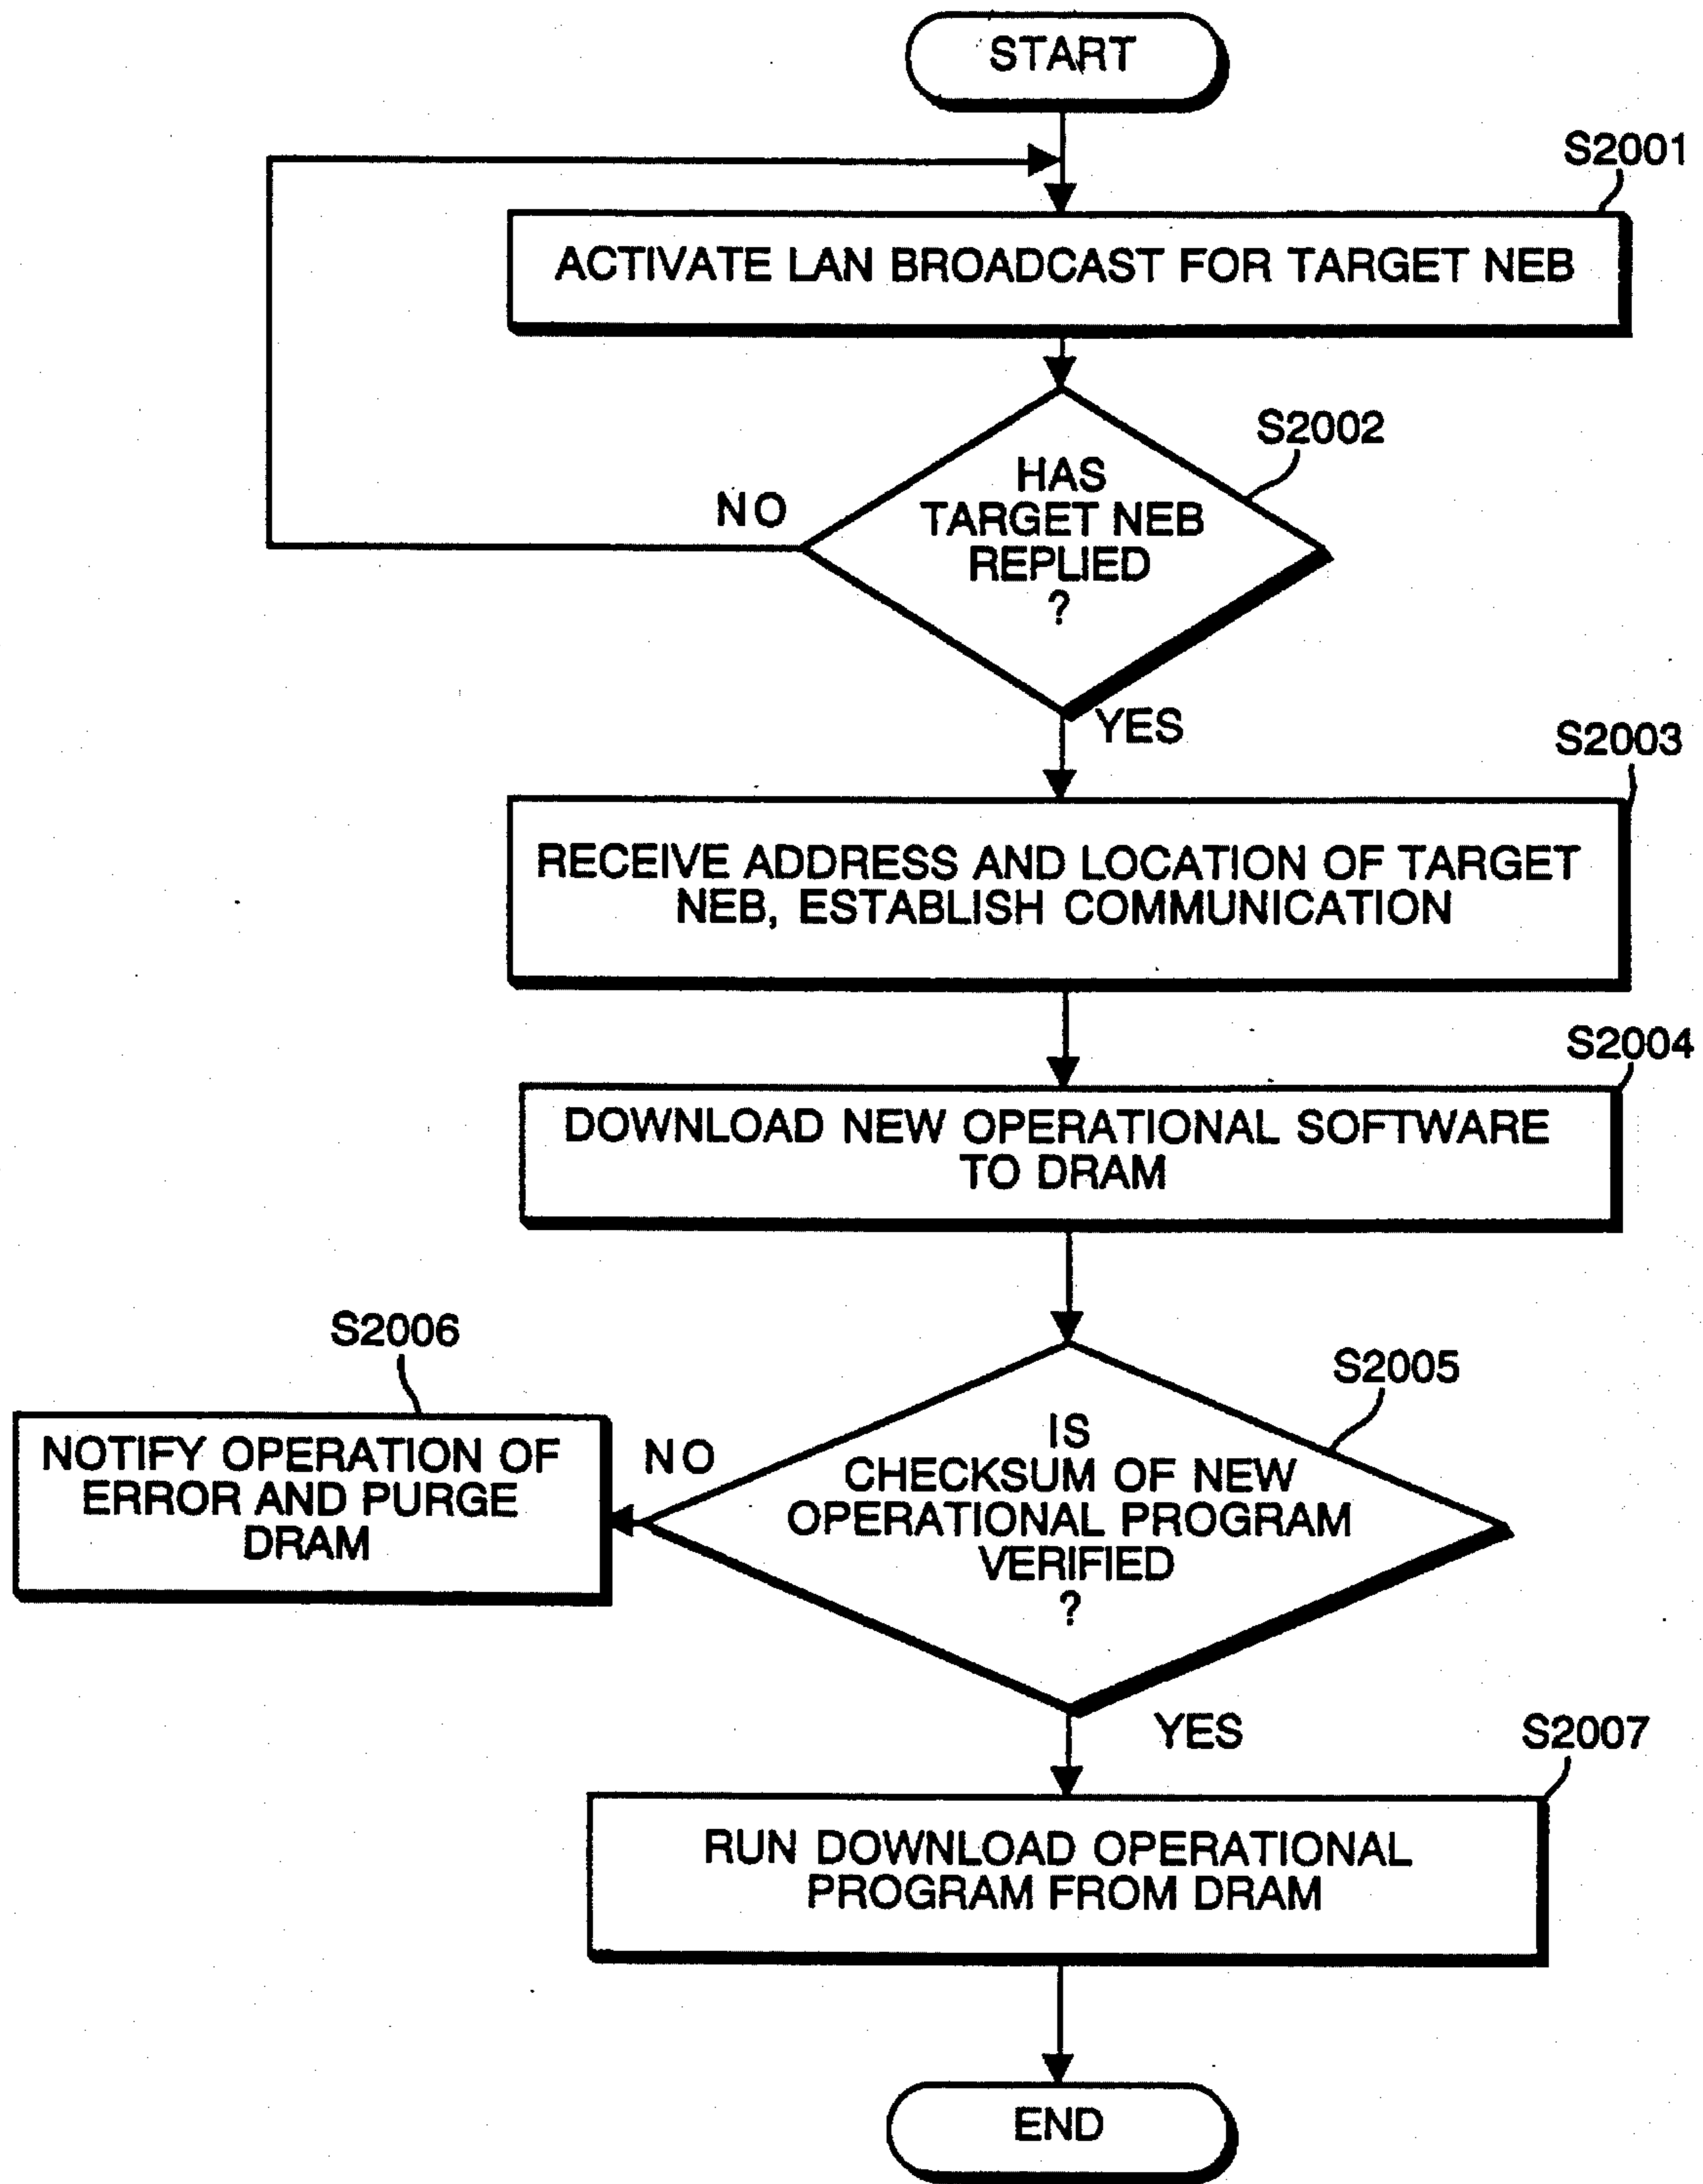 START
S2001
ACTIVATE LAN BROADCAST FOR TARGET NEB
S2002
HAS
TARGET NEB
REPLIED
?
NO
YES
S2003
RECEIVE ADDRESS AND LOCATION OF TARGET
NEB, ESTABLISH COMMUNICATION
S2004
DOWNLOAD NEW OPERATIONAL SOFTWARE
TO DRAM
S2005
IS
CHECKSUM OF NEW
OPERATIONAL PROGRAM
VERIFIED
?
NO
S2006
NOTIFY OPERATION OF
ERROR AND PURGE
DRAM
YES
S2007
RUN DOWNLOAD OPERATIONAL
PROGRAM FROM DRAM
END